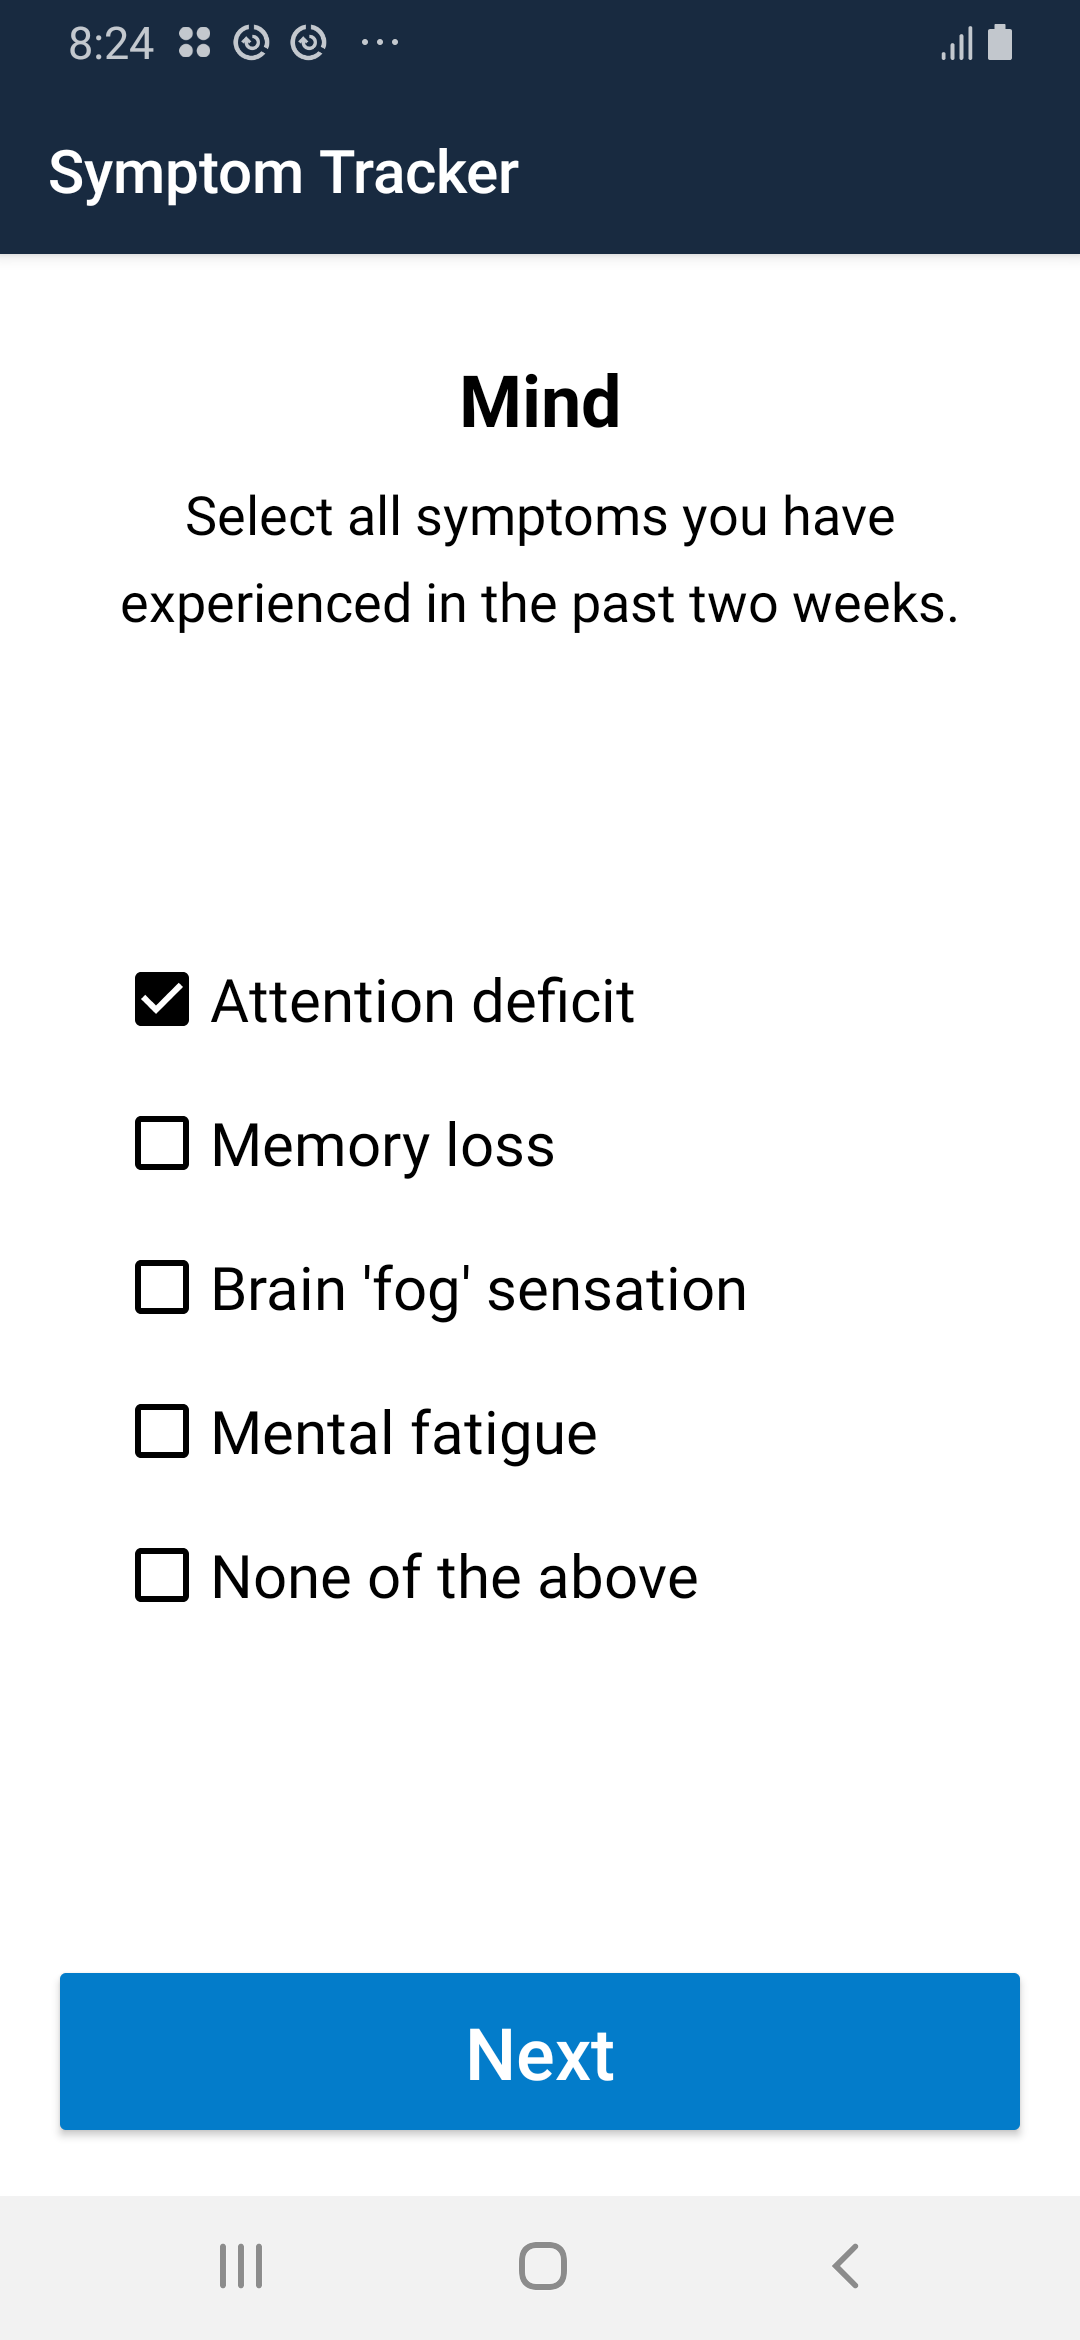 8:24
Symptom Tracker
Mind
Select all symptoms you have
experienced in the past two weeks.
Attention deficit
Memory loss
Brain 'fog' sensation
Mental fatigue
None of the above
Next